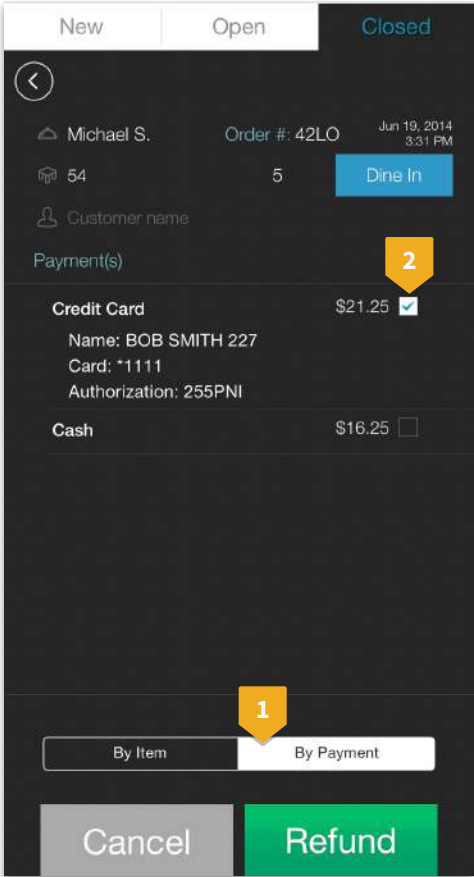 New Open Closed
Michael S. Order #: 42LO Jun 19, 2014
3:31 PM
54 5 Dine In
Customer name
Payment(s)
2
Credit Card $21.25
Name: BOB SMITH 227
Card: *1111
Authorization: 255PNI
Cash $16.25
1
By Item By Payment
Cancel Refund